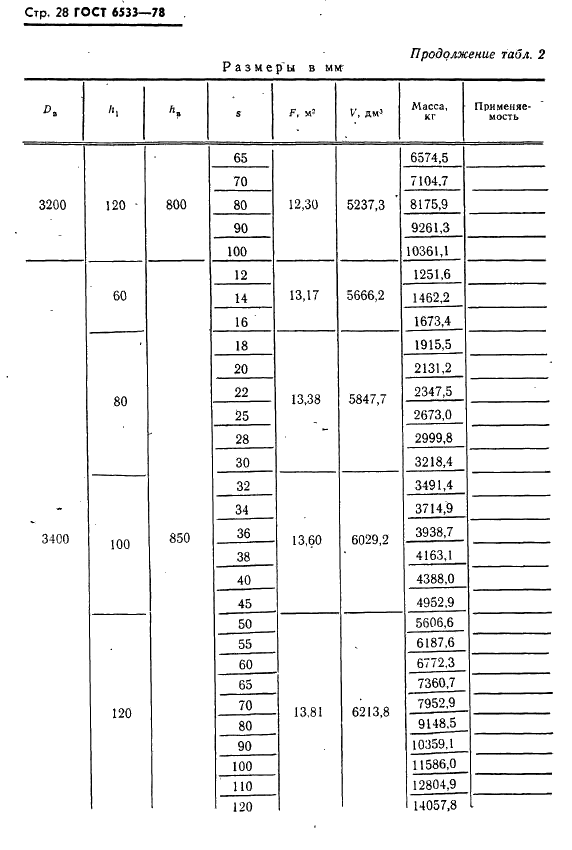 Стр. 28 ГОСТ 6533—78
Продолжение табл. 2
Размеры в мм
Dв h1 hв s F, м² V, дм³ Масса, кг Применяемость
65 6574,5
70 7104,7
3200 120 800 80 12,30 5237,3 8175,9
90 9261,3
100 10361,1
12 1251,6
60 14 13,17 5666,2 1462,2
16 1673,4
18 1915,5
20 2131,2
80 22 13,38 5847,7 2347,5
25 2673,0
28 2999,8
30 3218,4
32 3491,4
34 3714,9
3400 100 850 36 13,60 6029,2 3938,7
38 4163,1
40 4388,0
45 4952,9
50 5606,6
55 6187,6
60 6772,3
65 7360,7
120 70 13,81 6213,8 7952,9
80 9148,5
90 10359,1
100 11586,0
110 12804,9
120 14057,8